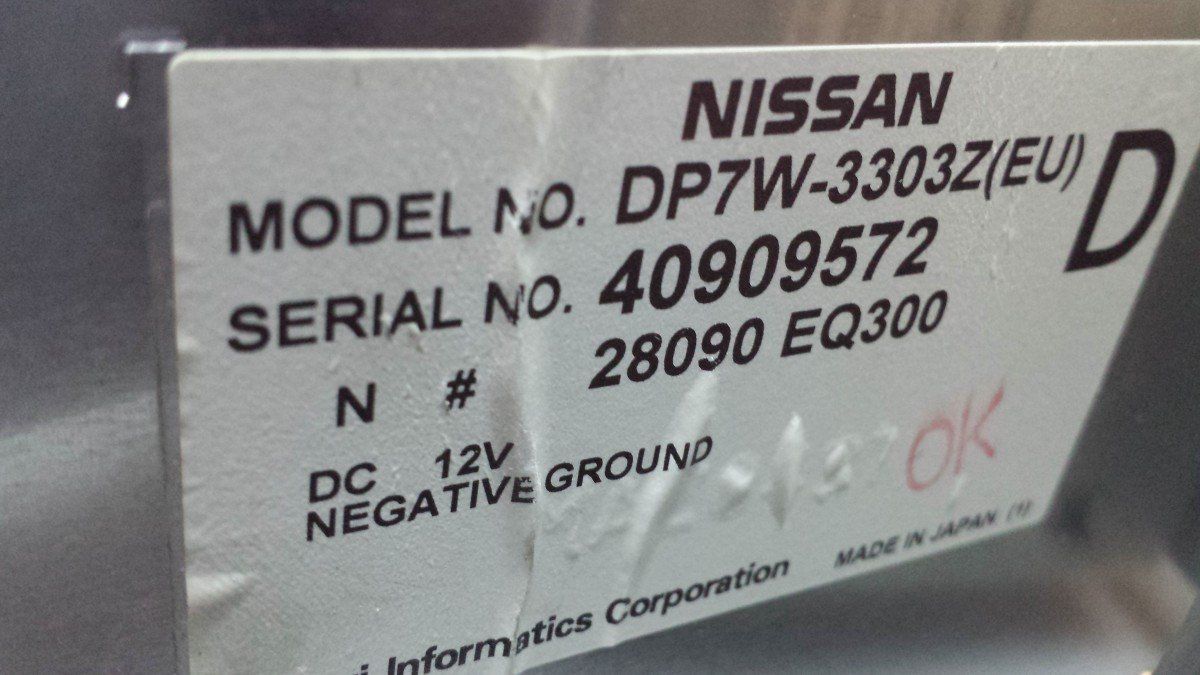 NISSAN
MODEL NO. DP7W-3303Z(EU) D
SERIAL NO. 40909572
N # 28090 EQ300
DC 12V
NEGATIVE GROUND
OK
MADE IN JAPAN. (1)
Informatics Corporation